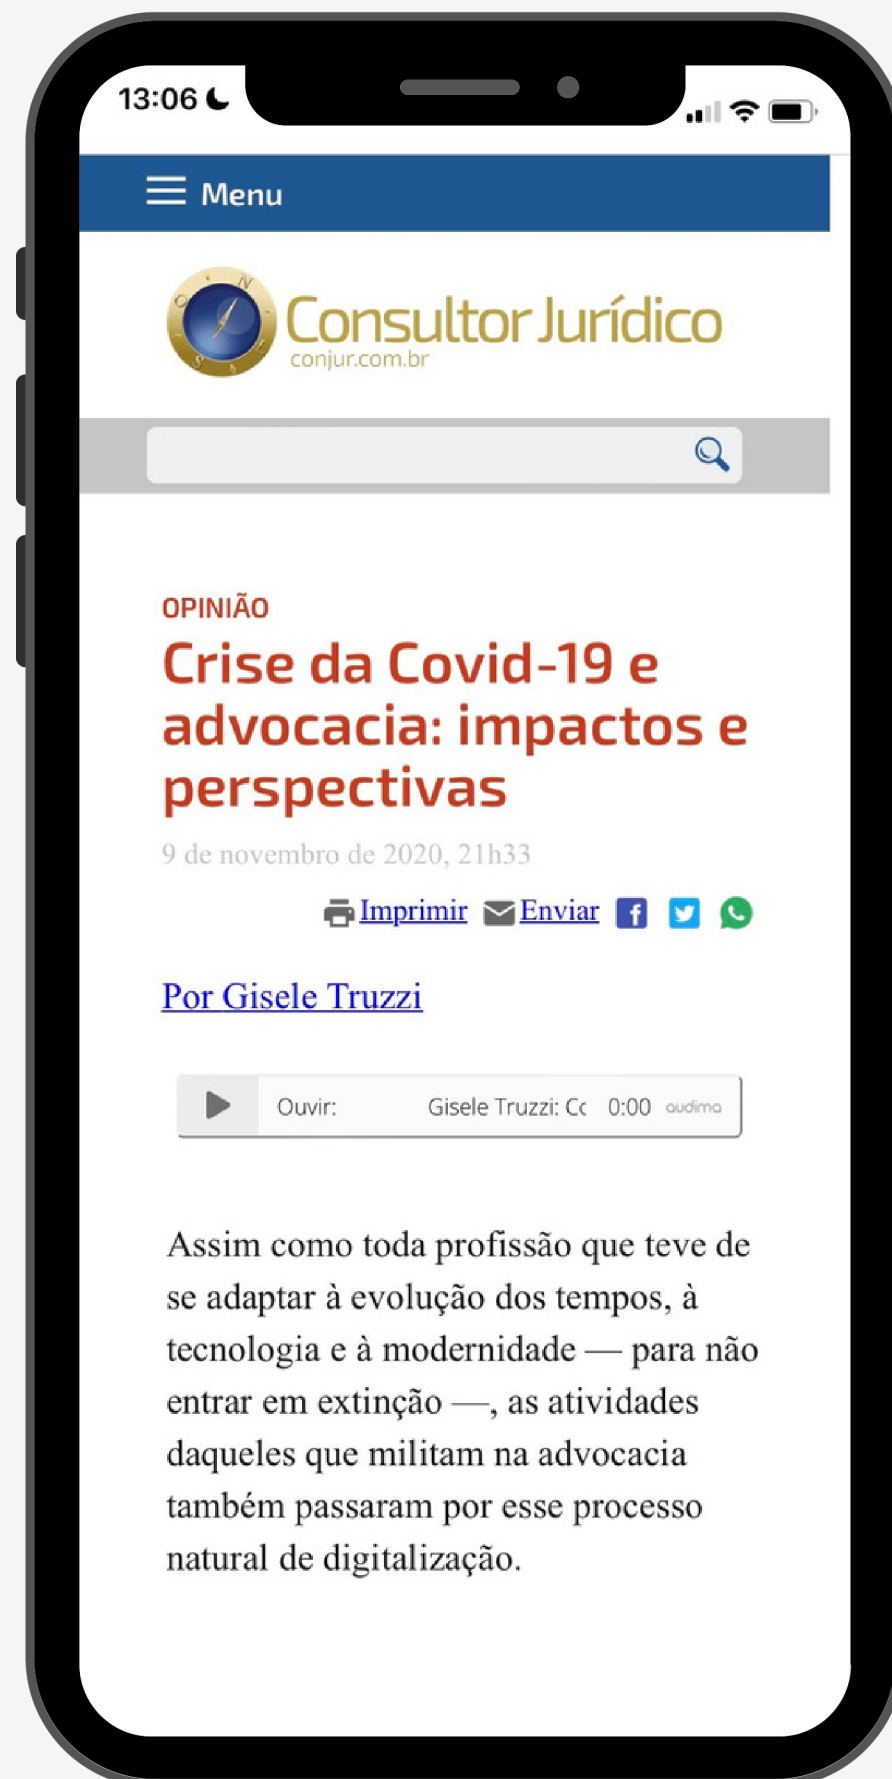 13:06
Menu
N
O
S
Consultor Jurídico
conjur.com.br
OPINIÃO
Crise da Covid-19 e
advocacia: impactos e
perspectivas
9 de novembro de 2020, 21h33
Imprimir Enviar
Por Gisele Truzzi
Ouvir: Gisele Truzzi: Co 0:00 audima
Assim como toda profissão que teve de
se adaptar à evolução dos tempos, à
tecnologia e à modernidade — para não
entrar em extinção —, as atividades
daqueles que militam na advocacia
também passaram por esse processo
natural de digitalização.